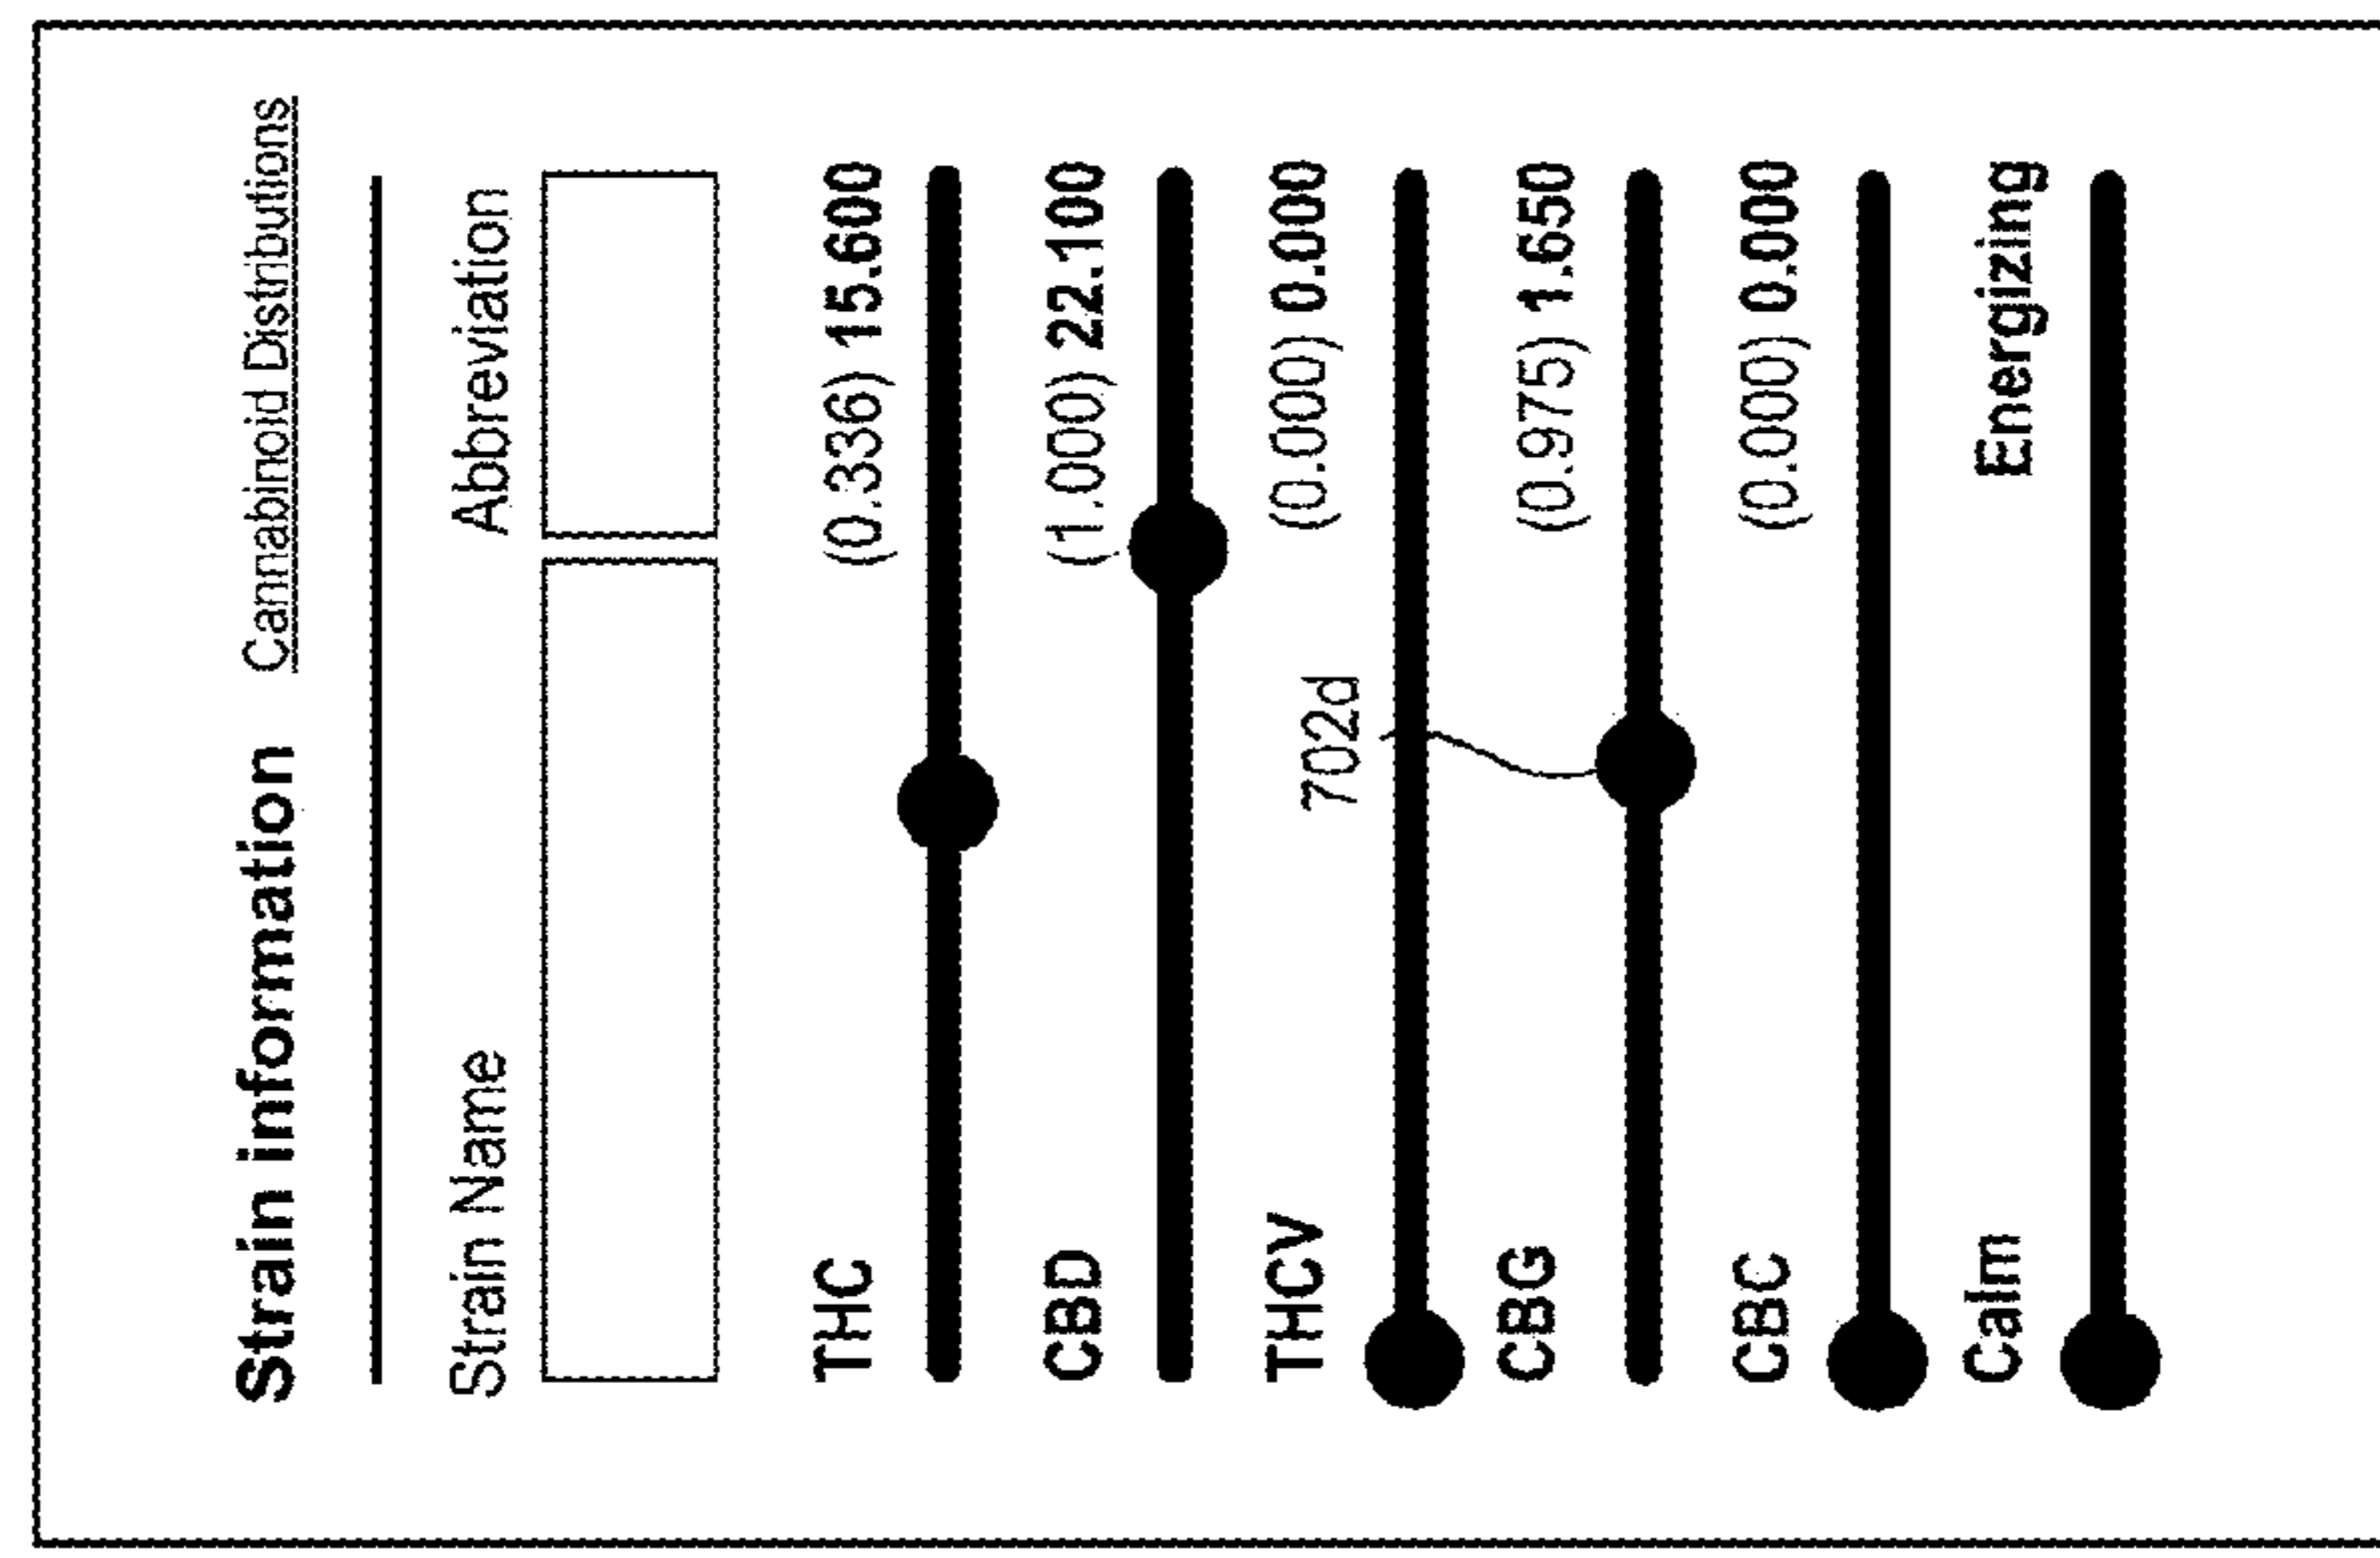 Strain information Cannabinoid Distributions
Strain Name Abbreviation
THC (0.336) 15.600
CBD (1.000) 22.100
THCV (0.000) 0.000
702d
CBG (0.975) 1.650
CBC (0.000) 0.000
Calm Energizing